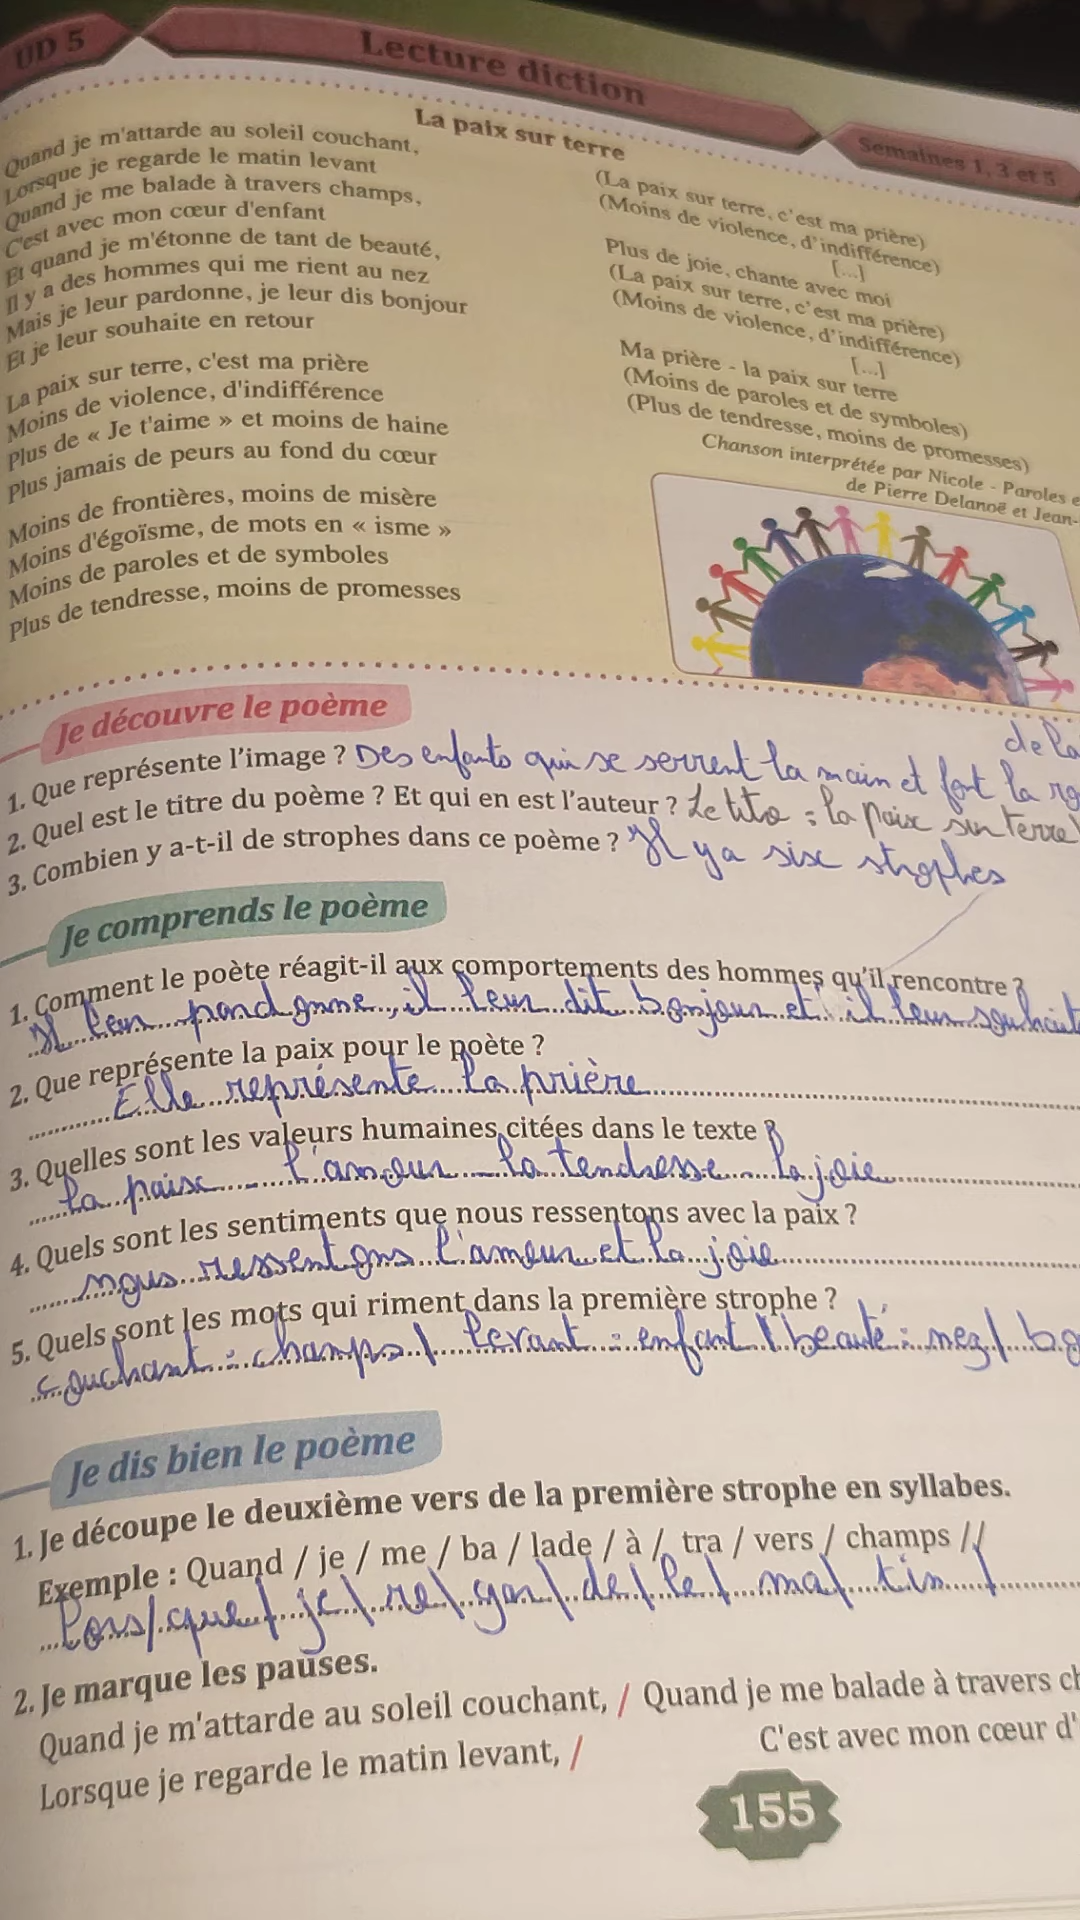 UD 5
Lecture diction
Semaines 1, 3 et 5
La paix sur terre
Quand je m'attarde au soleil couchant,
Lorsque je regarde le matin levant
Quand je me balade à travers champs,
C'est avec mon cœur d'enfant
Et quand je m'étonne de tant de beauté,
Il y a des hommes qui me rient au nez
Mais je leur pardonne, je leur dis bonjour
Et je leur souhaite en retour
La paix sur terre, c'est ma prière
Moins de violence, d'indifférence
Plus de « Je t'aime » et moins de haine
Plus jamais de peurs au fond du cœur
Moins de frontières, moins de misère
Moins d'égoïsme, de mots en « isme »
Moins de paroles et de symboles
Plus de tendresse, moins de promesses
(La paix sur terre, c'est ma prière)
(Moins de violence, d'indifférence)
[...]
Plus de joie, chante avec moi
(La paix sur terre, c'est ma prière)
(Moins de violence, d'indifférence)
[...]
Ma prière - la paix sur terre
(Moins de paroles et de symboles)
(Plus de tendresse, moins de promesses)
Chanson interprétée par Nicole - Paroles e
de Pierre Delanoë et Jean-
Je découvre le poème
de la
1. Que représente l'image ? Des enfants qui se serrent la main et font la
2. Quel est le titre du poème ? Et qui en est l'auteur ? Le titre : la paix sur terre
3. Combien y a-t-il de strophes dans ce poème ? Il y a six strophes
Je comprends le poème
1. Comment le poète réagit-il aux comportements des hommes qu'il rencontre ?
Il leur pardonne, il leur dit bonjour et il leur souhait
2. Que représente la paix pour le poète ?
Elle représente la prière
3. Quelles sont les valeurs humaines citées dans le texte ?
la paix - l'amour - la tendresse - la joie
4. Quels sont les sentiments que nous ressentons avec la paix ?
nous ressentons l'amour et la joie
5. Quels sont les mots qui riment dans la première strophe ?
couchant : champs / levant : enfant / beauté : nez / bo
Je dis bien le poème
1. Je découpe le deuxième vers de la première strophe en syllabes.
Exemple : Quand / je / me / ba / lade / à / tra / vers / champs //
Lors / que / je / re / gar / de / le / ma / tin /
2. Je marque les pauses.
Quand je m'attarde au soleil couchant, / Quand je me balade à travers ch
Lorsque je regarde le matin levant, / C'est avec mon cœur d'
155